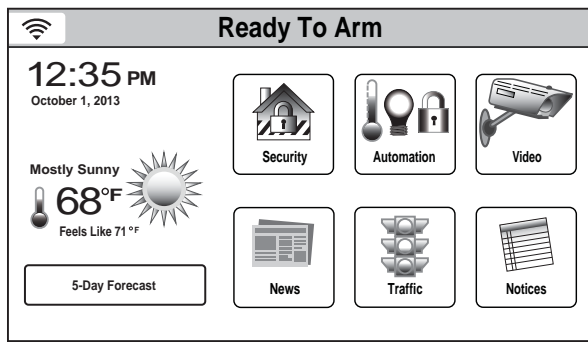 Ready To Arm
12:35 PM
October 1, 2013
Mostly Sunny
68°F
Feels Like 71 °F
5-Day Forecast
Security
Automation
Video
News
Traffic
Notices